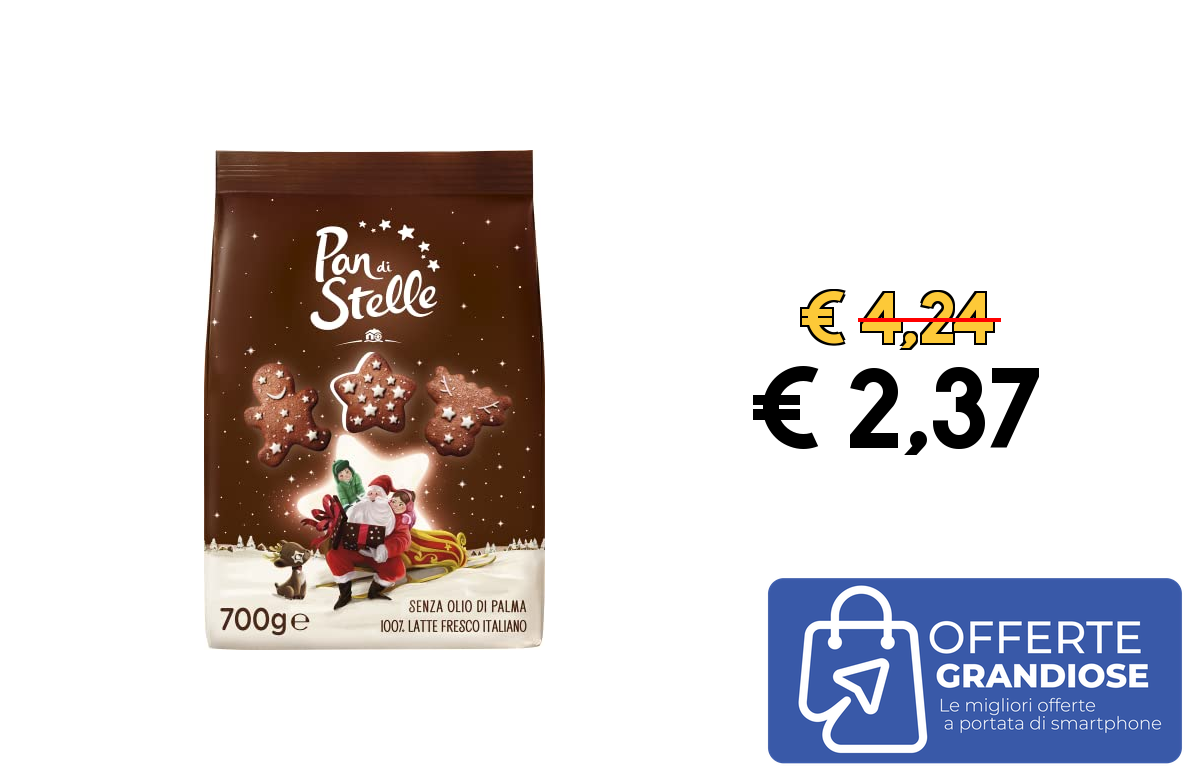 Pan di
Stelle
700g℮
SENZA OLIO DI PALMA
100% LATTE FRESCO ITALIANO
€ 4,24
€ 2,37
OFFERTE
GRANDIOSE
Le migliori offerte
a portata di smartphone